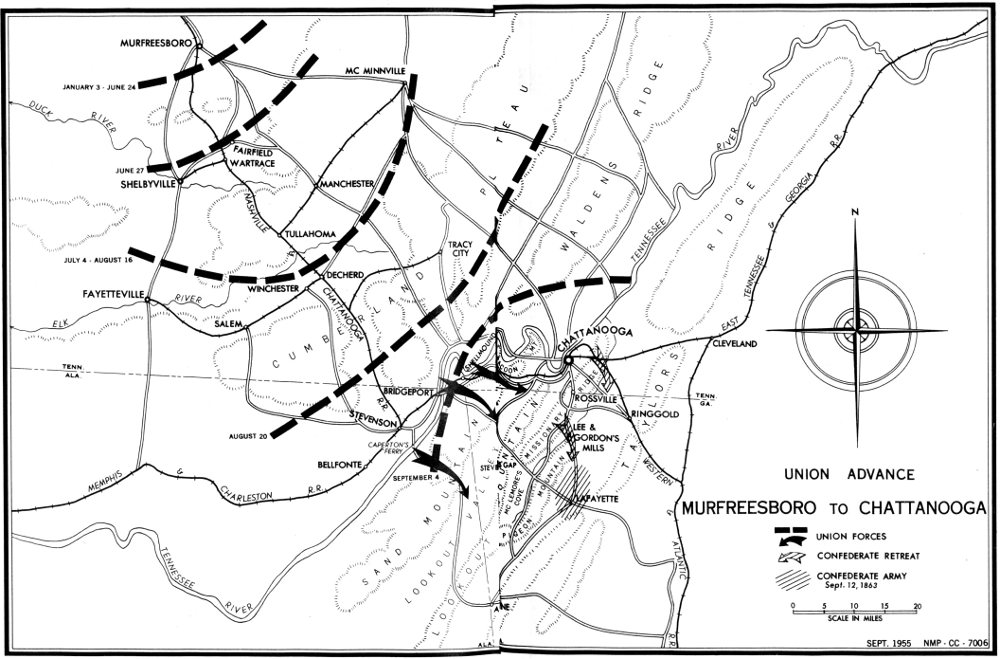 MURFREESBORO
MC MINNVILLE
JANUARY 3 - JUNE 24
DUCK RIVER
FAIRFIELD
WARTRACE
JUNE 27
SHELBYVILLE
MANCHESTER
NASHVILLE
TULLAHOMA
TRACY
CITY
JULY 4 - AUGUST 16
DECHERD
WINCHESTER
FAYETTEVILLE
ELK RIVER
SALEM
CHATTANOOGA
R.R.
CUMBERLAND
PLATEAU
WALDENS RIDGE
TENNESSEE RIVER
RIDGE
TAYLORS
EAST TENNESSEE & GEORGIA R.R.
N
CHATTANOOGA
CLEVELAND
TENN.
ALA.
TENN.
GA.
BRIDGEPORT
ROSSVILLE
RINGGOLD
STEVENSON
AUGUST 20
CAPERTON'S
FERRY
LEE &
GORDON'S
MILLS
BELLFONTE
SEPTEMBER 4
GAP
MC LEMORE'S
COVE
MISSIONARY
MOUNTAIN
LAFAYETTE
WESTERN & ATLANTIC R.R.
MEMPHIS & CHARLESTON R.R.
SAND MOUNTAIN
LOOKOUT VALLEY
LOOKOUT MOUNTAIN
TENNESSEE RIVER
ALA.
UNION ADVANCE
MURFREESBORO TO CHATTANOOGA
UNION FORCES
CONFEDERATE RETREAT
CONFEDERATE ARMY
Sept. 12, 1863
0 5 10 15 20
SCALE IN MILES
SEPT. 1955 NMP - CC - 7006